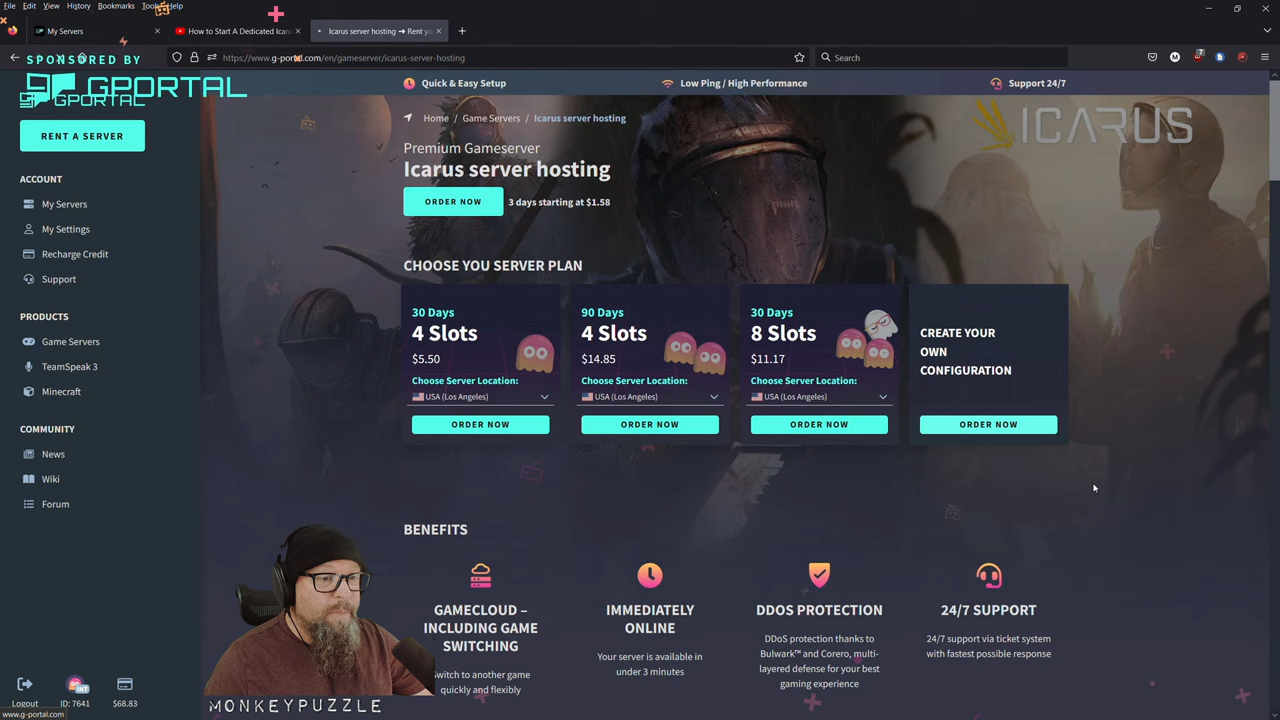 File Edit View History Bookmarks Tools Help
My Servers
How to Start A Dedicated Icaru
Icarus server hosting ➜ Rent yo
https://www.g-portal.com/en/gameserver/icarus-server-hosting
Search
7
SPONSORED BY
GPORTAL
GPORTAL
RENT A SERVER
ACCOUNT
My Servers
My Settings
Recharge Credit
Support
PRODUCTS
Game Servers
TeamSpeak 3
Minecraft
COMMUNITY
News
Wiki
Forum
Logout
INT
ID: 7641
$68.83
www.g-portal.com
Quick & Easy Setup
Low Ping / High Performance
Support 24/7
Home / Game Servers / Icarus server hosting
ICARUS
Premium Gameserver
Icarus server hosting
ORDER NOW
3 days starting at $1.58
CHOOSE YOU SERVER PLAN
30 Days
4 Slots
$5.50
Choose Server Location:
USA (Los Angeles)
ORDER NOW
90 Days
4 Slots
$14.85
Choose Server Location:
USA (Los Angeles)
ORDER NOW
30 Days
8 Slots
$11.17
Choose Server Location:
USA (Los Angeles)
ORDER NOW
CREATE YOUR
OWN
CONFIGURATION
ORDER NOW
BENEFITS
GAMECLOUD –
INCLUDING GAME
SWITCHING
Switch to another game
quickly and flexibly
IMMEDIATELY
ONLINE
Your server is available in
under 3 minutes
DDOS PROTECTION
DDoS protection thanks to
Bulwark™ and Corero, multi-
layered defense for your best
gaming experience
24/7 SUPPORT
24/7 support via ticket system
with fastest possible response
MONKEYPUZZLE